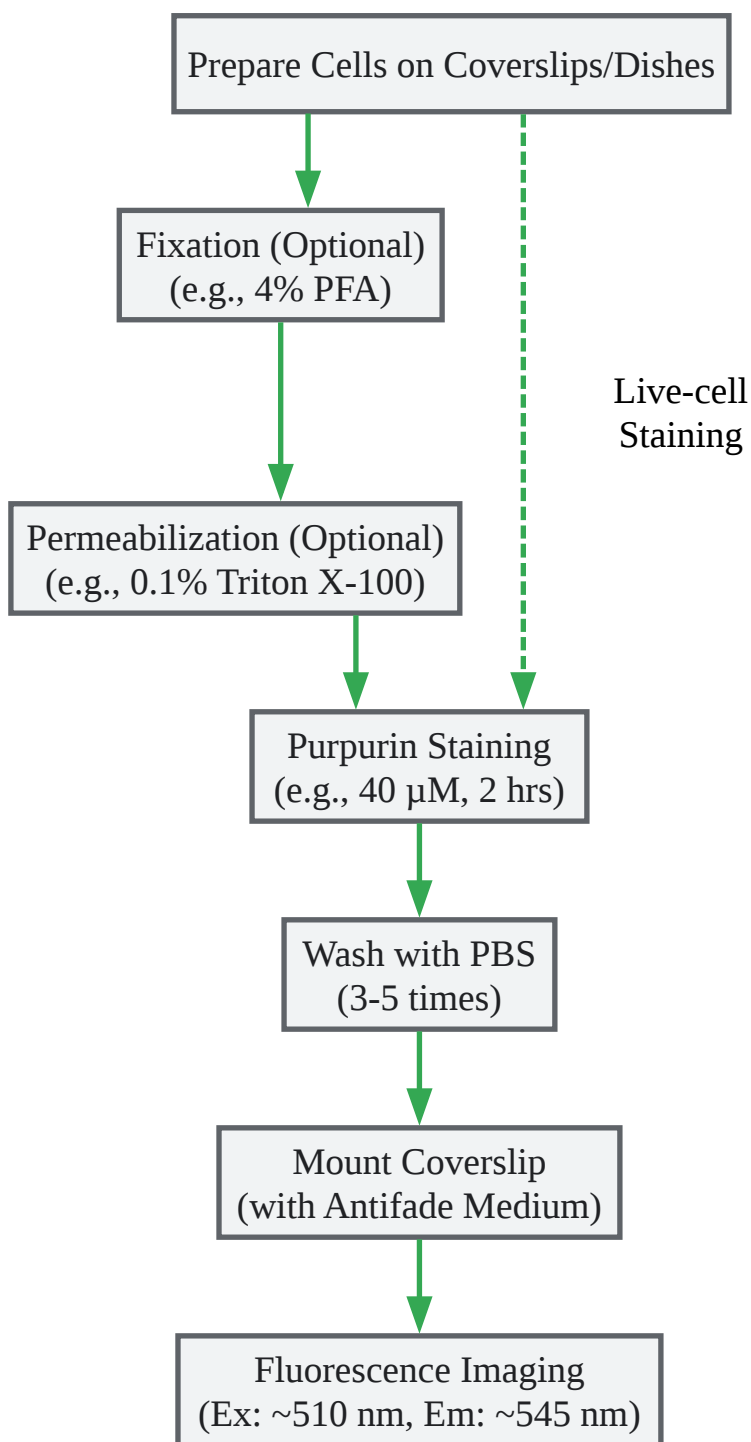 Prepare Cells on Coverslips/Dishes
Fixation (Optional)
(e.g., 4% PFA)
Live-cell
Staining
Permeabilization (Optional)
(e.g., 0.1% Triton X-100)
Purpurin Staining
(e.g., 40 µM, 2 hrs)
Wash with PBS
(3-5 times)
Mount Coverslip
(with Antifade Medium)
Fluorescence Imaging
(Ex: ~510 nm, Em: ~545 nm)